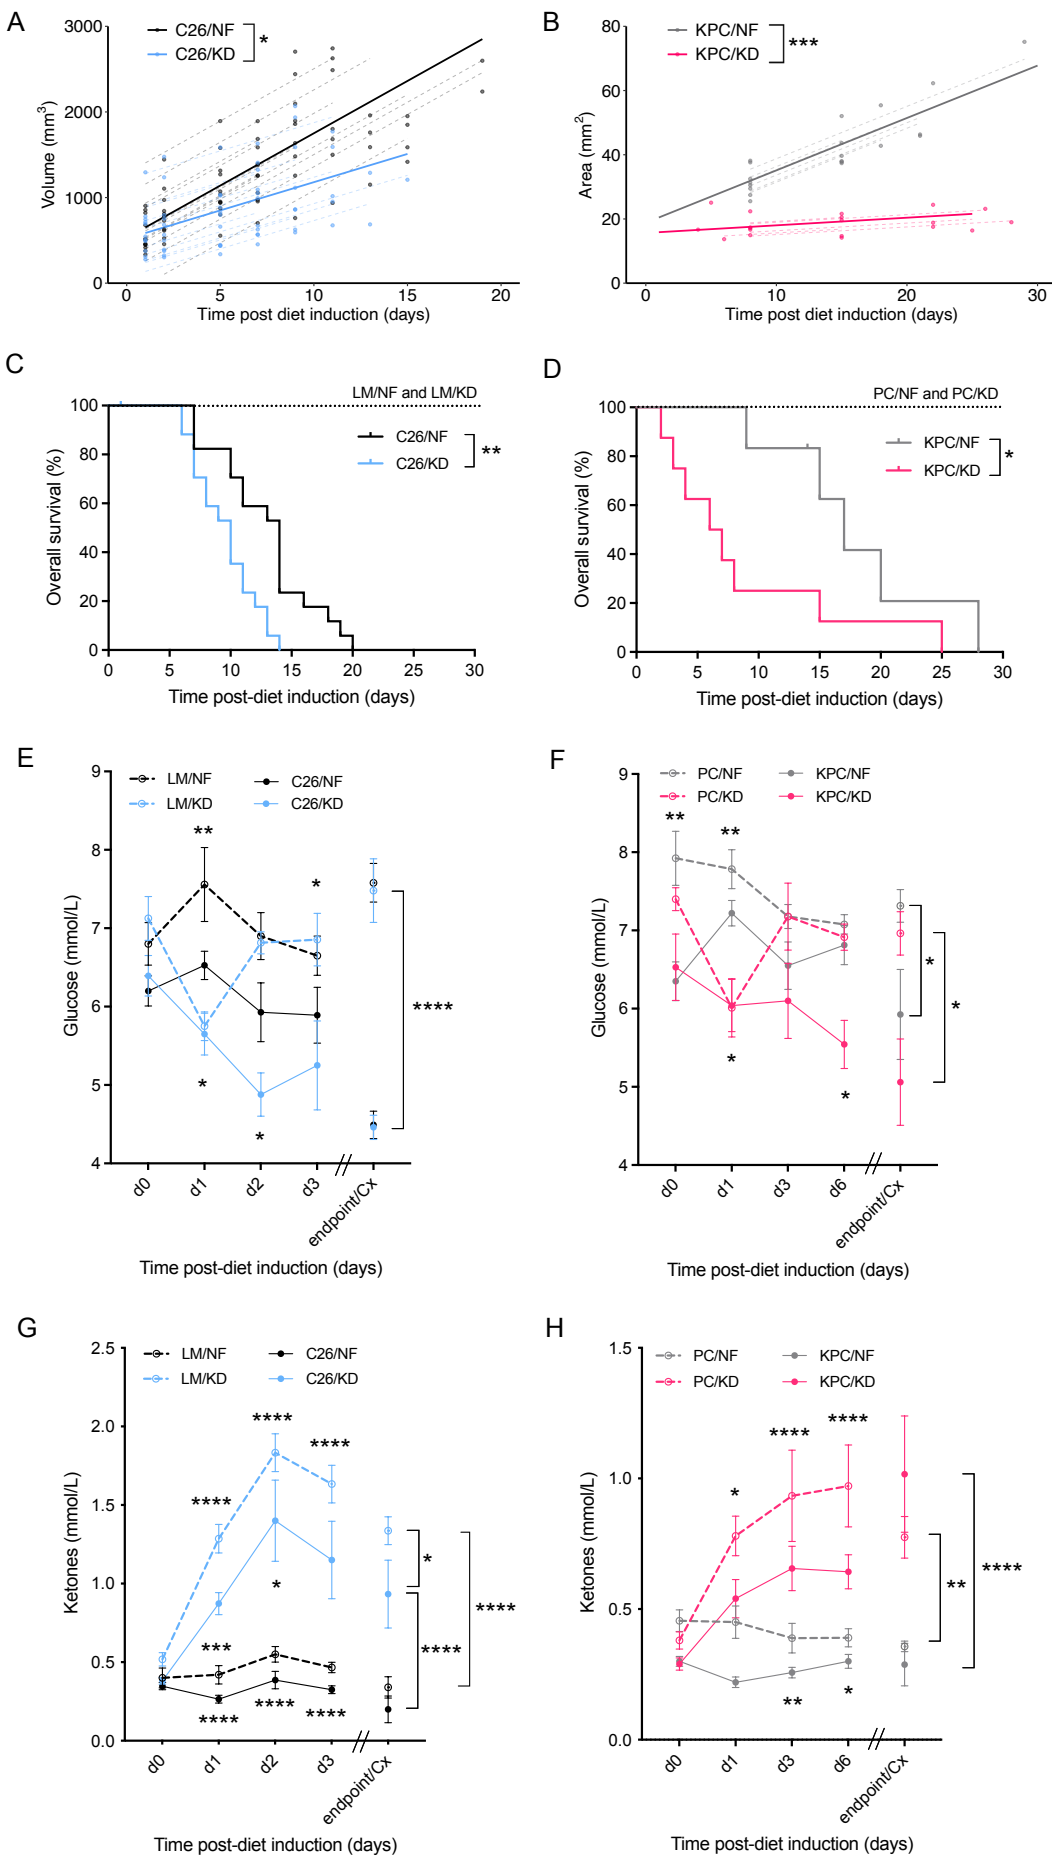 A
C26/NF
C26/KD
*
3000
2000
1000
0
Volume (mm3)
0 5 10 15 20
Time post diet induction (days)
B
KPC/NF
KPC/KD
***
80
60
40
20
0
Area (mm2)
0 10 20 30
Time post diet induction (days)
C
LM/NF and LM/KD
C26/NF
C26/KD
**
100
80
60
40
20
0
Overall survival (%)
0 5 10 15 20 25 30
Time post-diet induction (days)
D
PC/NF and PC/KD
KPC/NF
KPC/KD
*
100
80
60
40
20
0
Overall survival (%)
0 5 10 15 20 25 30
Time post-diet induction (days)
E
LM/NF C26/NF
LM/KD C26/KD
9
8
7
6
5
4
Glucose (mmol/L)
**
*
****
*
*
d0 d1 d2 d3 endpoint/Cx
Time post-diet induction (days)
F
PC/NF KPC/NF
PC/KD KPC/KD
9
8
7
6
5
4
Glucose (mmol/L)
** **
*
*
*
*
d0 d1 d3 d6 endpoint/Cx
Time post-diet induction (days)
G
LM/NF C26/NF
LM/KD C26/KD
2.5
2.0
1.5
1.0
0.5
0.0
Ketones (mmol/L)
****
****
****
*
*
****
****
***
**** **** ****
d0 d1 d2 d3 endpoint/Cx
Time post-diet induction (days)
H
PC/NF KPC/NF
PC/KD KPC/KD
1.5
1.0
0.5
0.0
Ketones (mmol/L)
**** ****
*
**
****
** *
d0 d1 d3 d6 endpoint/Cx
Time post-diet induction (days)